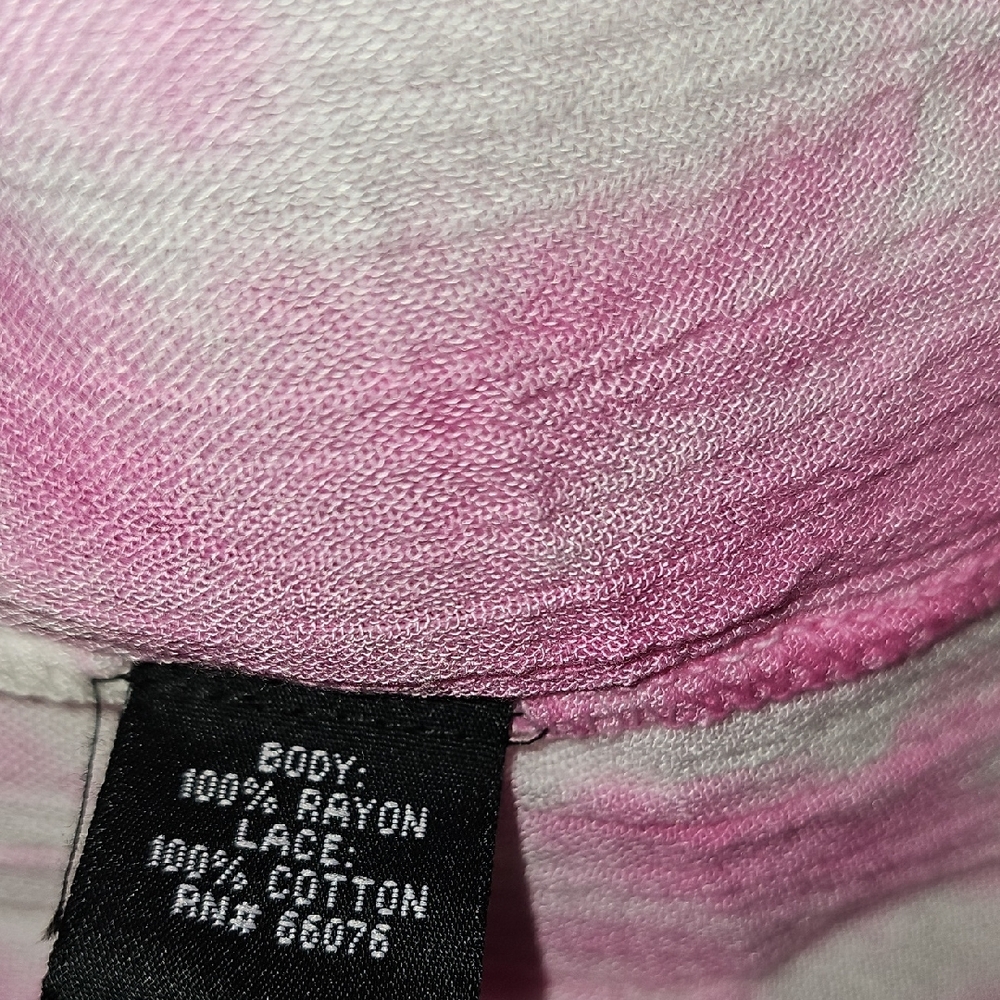 BODY:
100% RAYON
LACE:
100% COTTON
RN# 66076